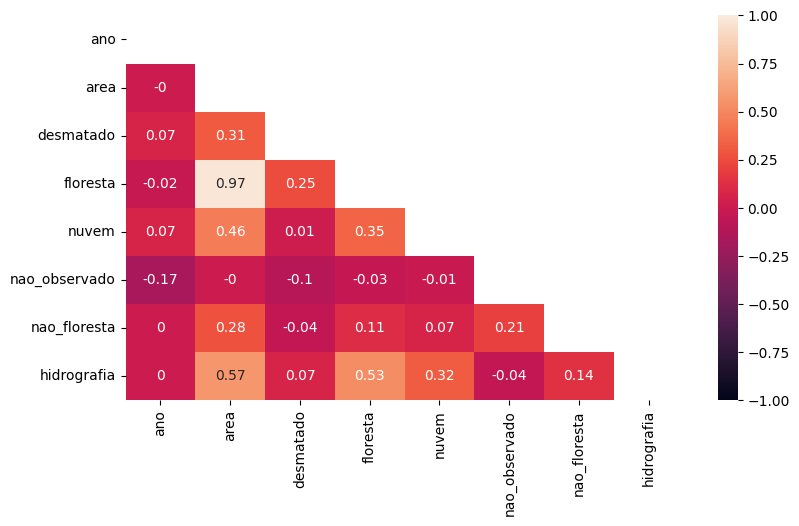 ano
area -0
desmatado 0.07 0.31
floresta -0.02 0.97 0.25
nuvem 0.07 0.46 0.01 0.35
nao_observado -0.17 -0 -0.1 -0.03 -0.01
nao_floresta 0 0.28 -0.04 0.11 0.07 0.21
hidrografia 0 0.57 0.07 0.53 0.32 -0.04 0.14
ano area desmatado floresta nuvem nao_observado nao_floresta hidrografia
1.00
0.75
0.50
0.25
0.00
-0.25
-0.50
-0.75
-1.00